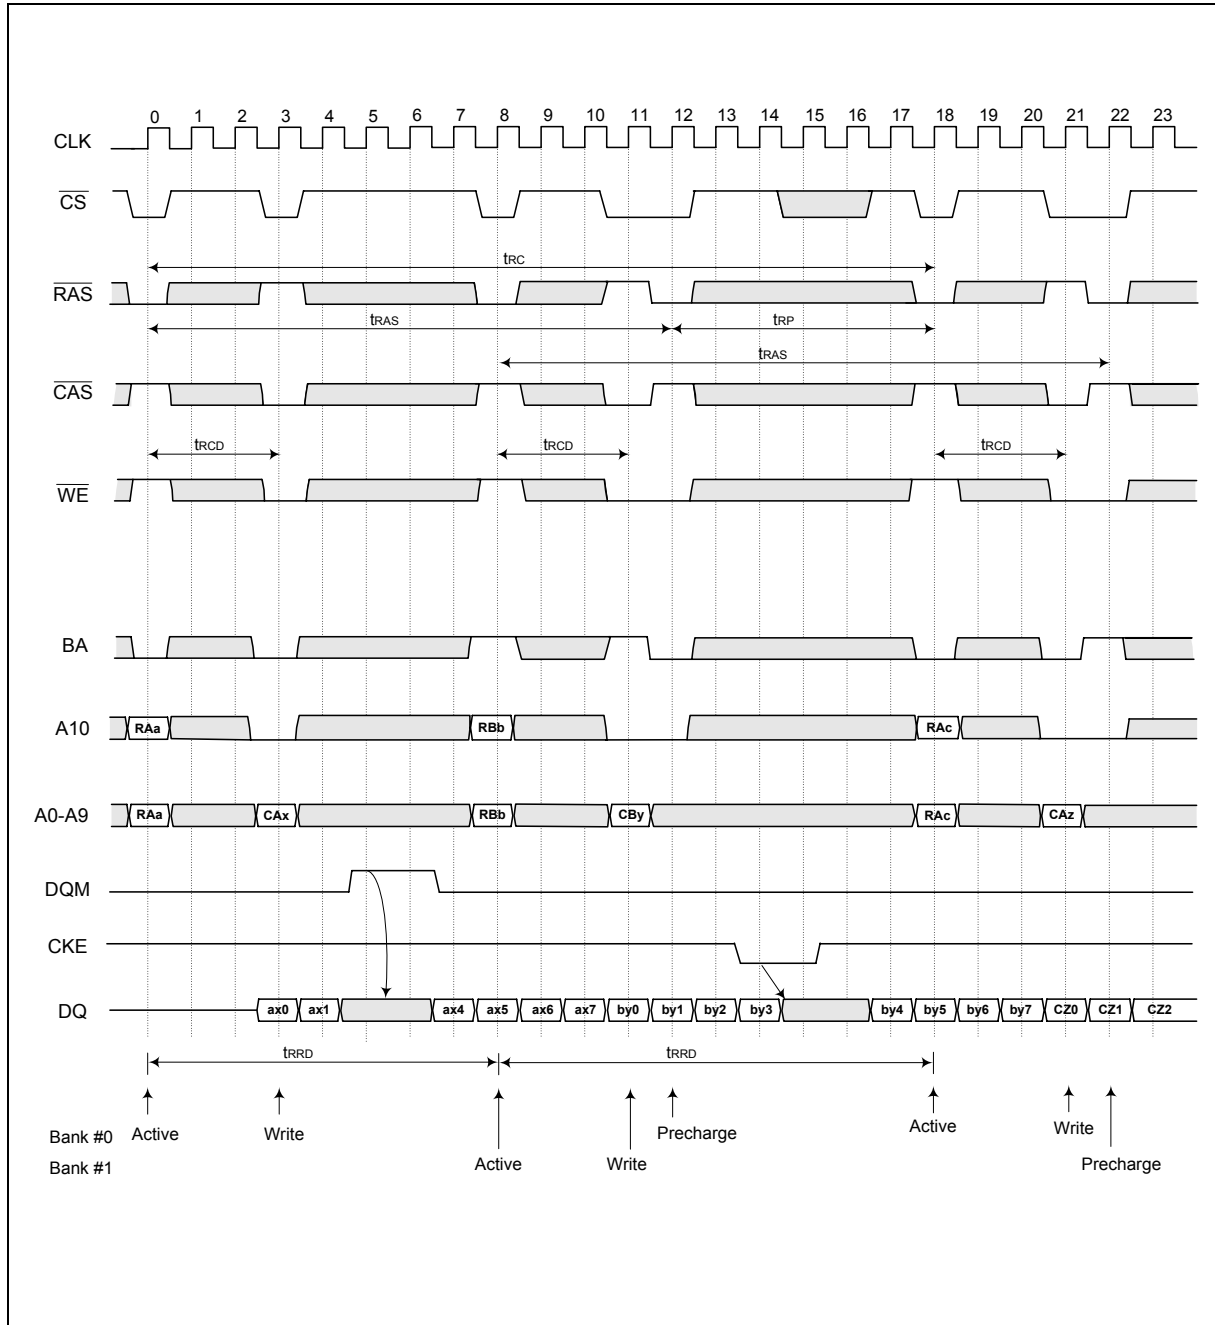 0 1 2 3 4 5 6 7 8 9 10 11 12 13 14 15 16 17 18 19 20 21 22 23
CLK
CS
tRC
RAS
tRAS tRP
tRAS
CAS
tRCD tRCD tRCD
WE
BA
A10 RAa RBb RAc
A0-A9 RAa CAx RBb CBy RAc CAz
DQM
CKE
DQ ax0 ax1 ax4 ax5 ax6 ax7 by0 by1 by2 by3 by4 by5 by6 by7 CZ0 CZ1 CZ2
tRRD tRRD
Bank #0 Active Write Precharge Active Write
Bank #1 Active Write Precharge